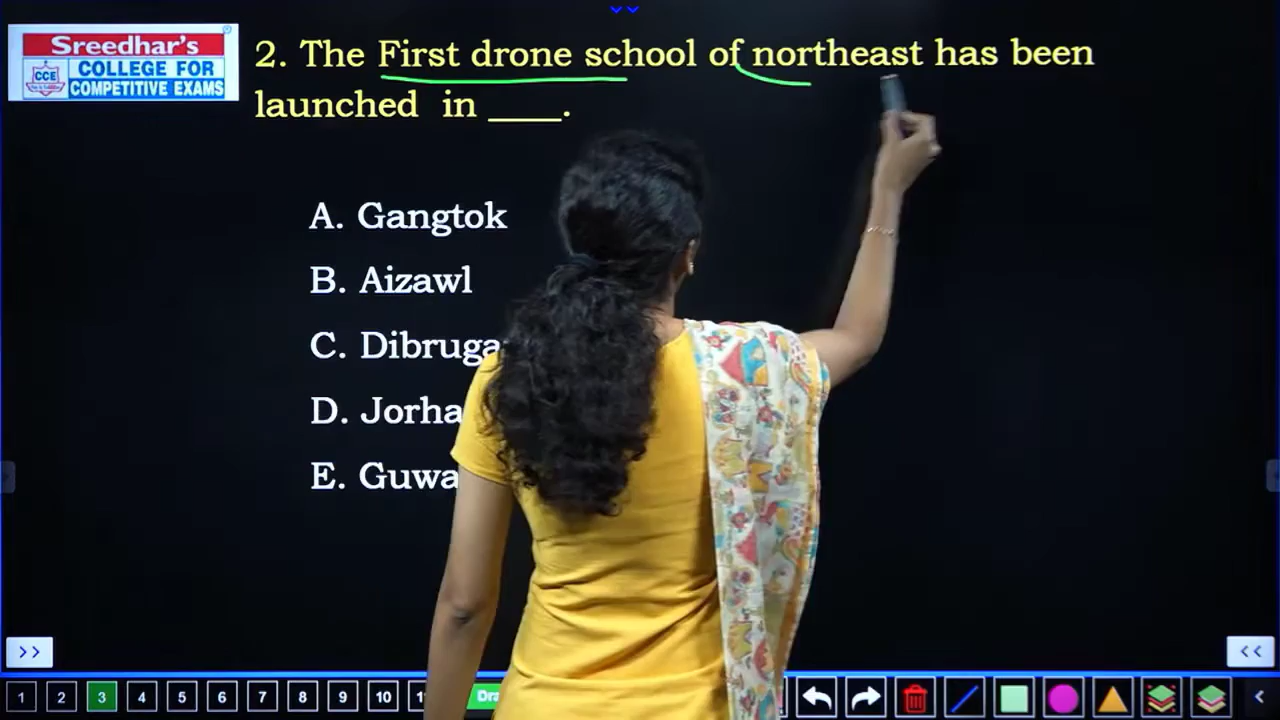 Sreedhar's
CCE
COLLEGE FOR
COMPETITIVE EXAMS
2. The First drone school of northeast has been
launched in ____.
A. Gangtok
B. Aizawl
C. Dibruga
D. Jorha
E. Guwa
>>
<<
1 2 3 4 5 6 7 8 9 10